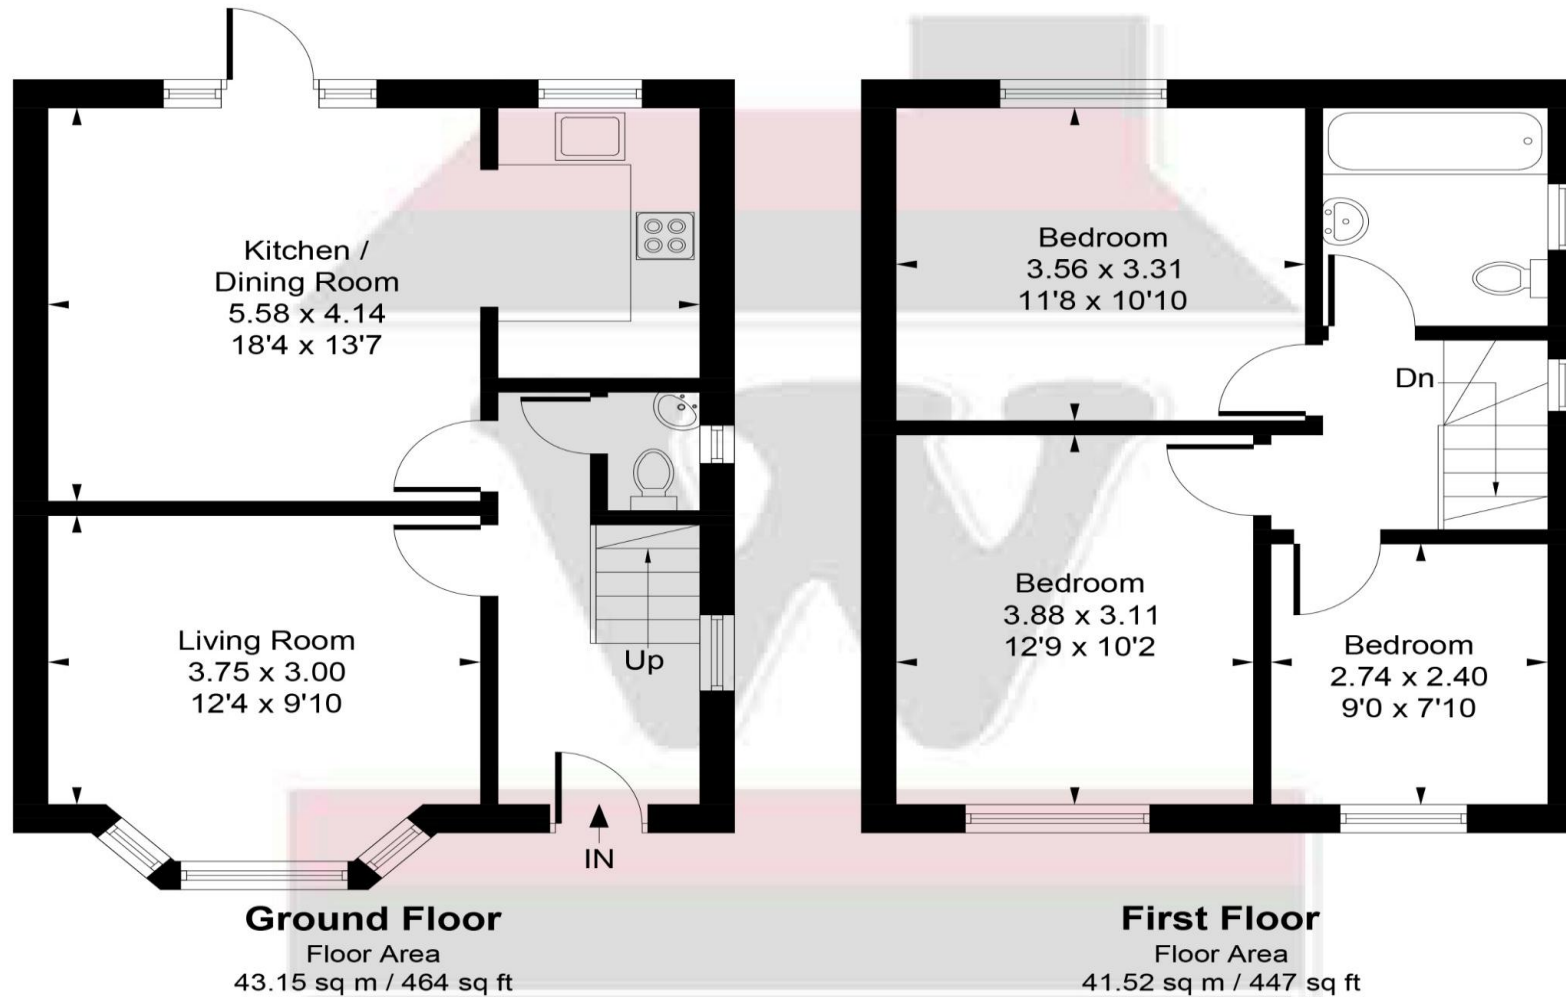 Kitchen /
Dining Room
5.58 x 4.14
18'4 x 13'7
Living Room
3.75 x 3.00
12'4 x 9'10
Up
IN
Ground Floor
Floor Area
43.15 sq m / 464 sq ft
Bedroom
3.56 x 3.31
11'8 x 10'10
Dn
Bedroom
3.88 x 3.11
12'9 x 10'2
Bedroom
2.74 x 2.40
9'0 x 7'10
First Floor
Floor Area
41.52 sq m / 447 sq ft